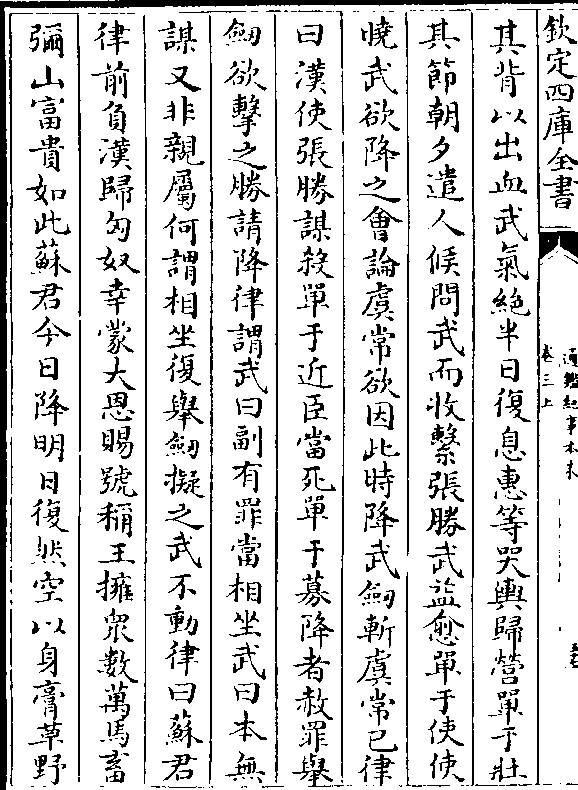 欽定四庫全書
通鑑紀事本末
卷三上
其背以出血武氣絶半日復息惠等哭輿歸營單于壯
其節朝夕遣人候問武而收繫張勝武益愈單于使使
曉武欲降之會論虞常欲因此時降武劒斬虞常已律
曰漢使張勝謀殺單于近臣當死單于募降者赦罪舉
劒欲擊之勝請降律謂武曰副有罪當相坐武曰本無
謀又非親屬何謂相坐復舉劒擬之武不動律曰蘇君
律前負漢歸匈奴幸蒙大恩賜號稱王擁衆數萬馬畜
彌山富貴如此蘇君今日降明日復然空以身膏草野